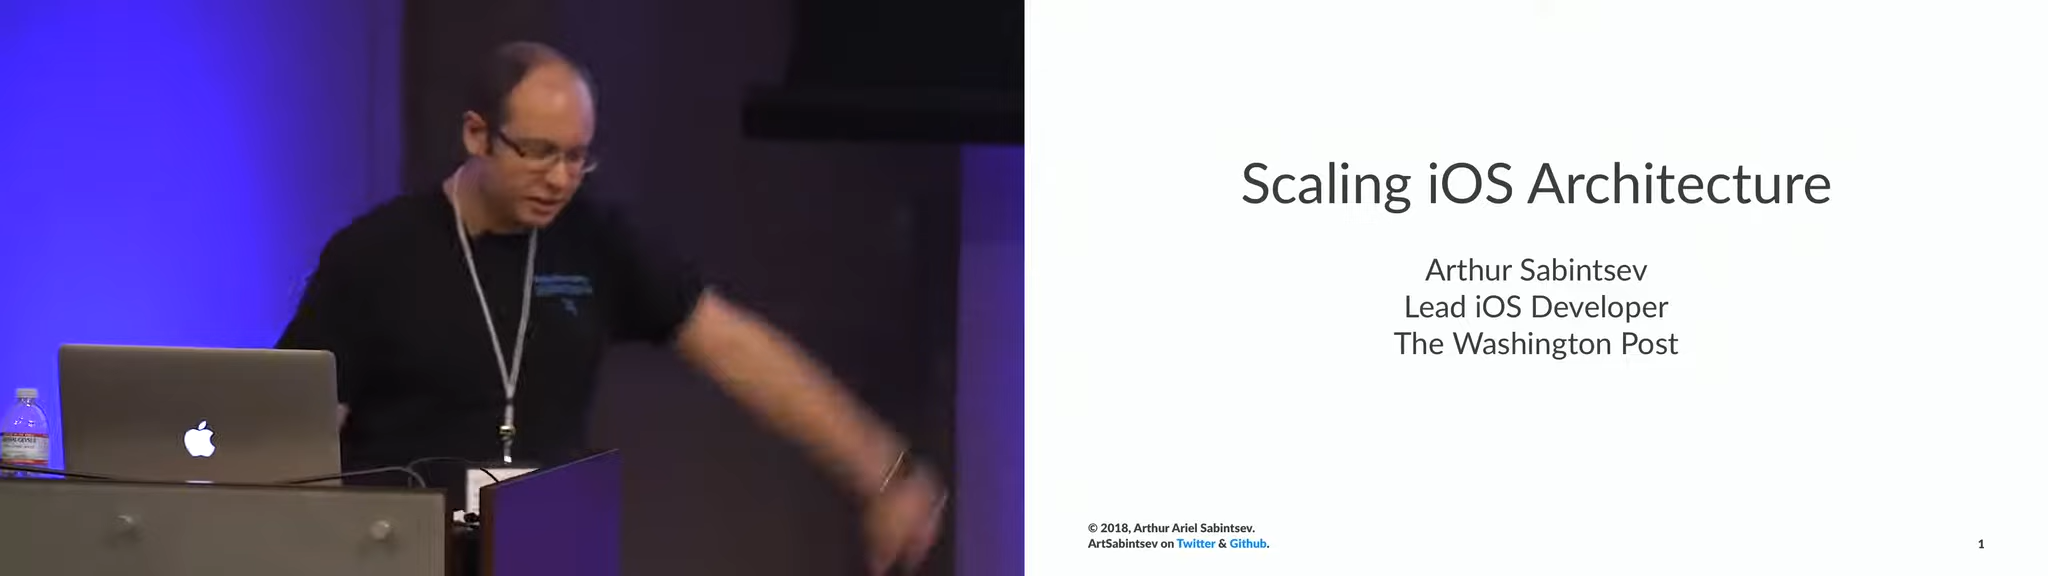 Scaling iOS Architecture
Arthur Sabintsev
Lead iOS Developer
The Washington Post
© 2018, Arthur Ariel Sabintsev.
ArtSabintsev on Twitter & Github.
1